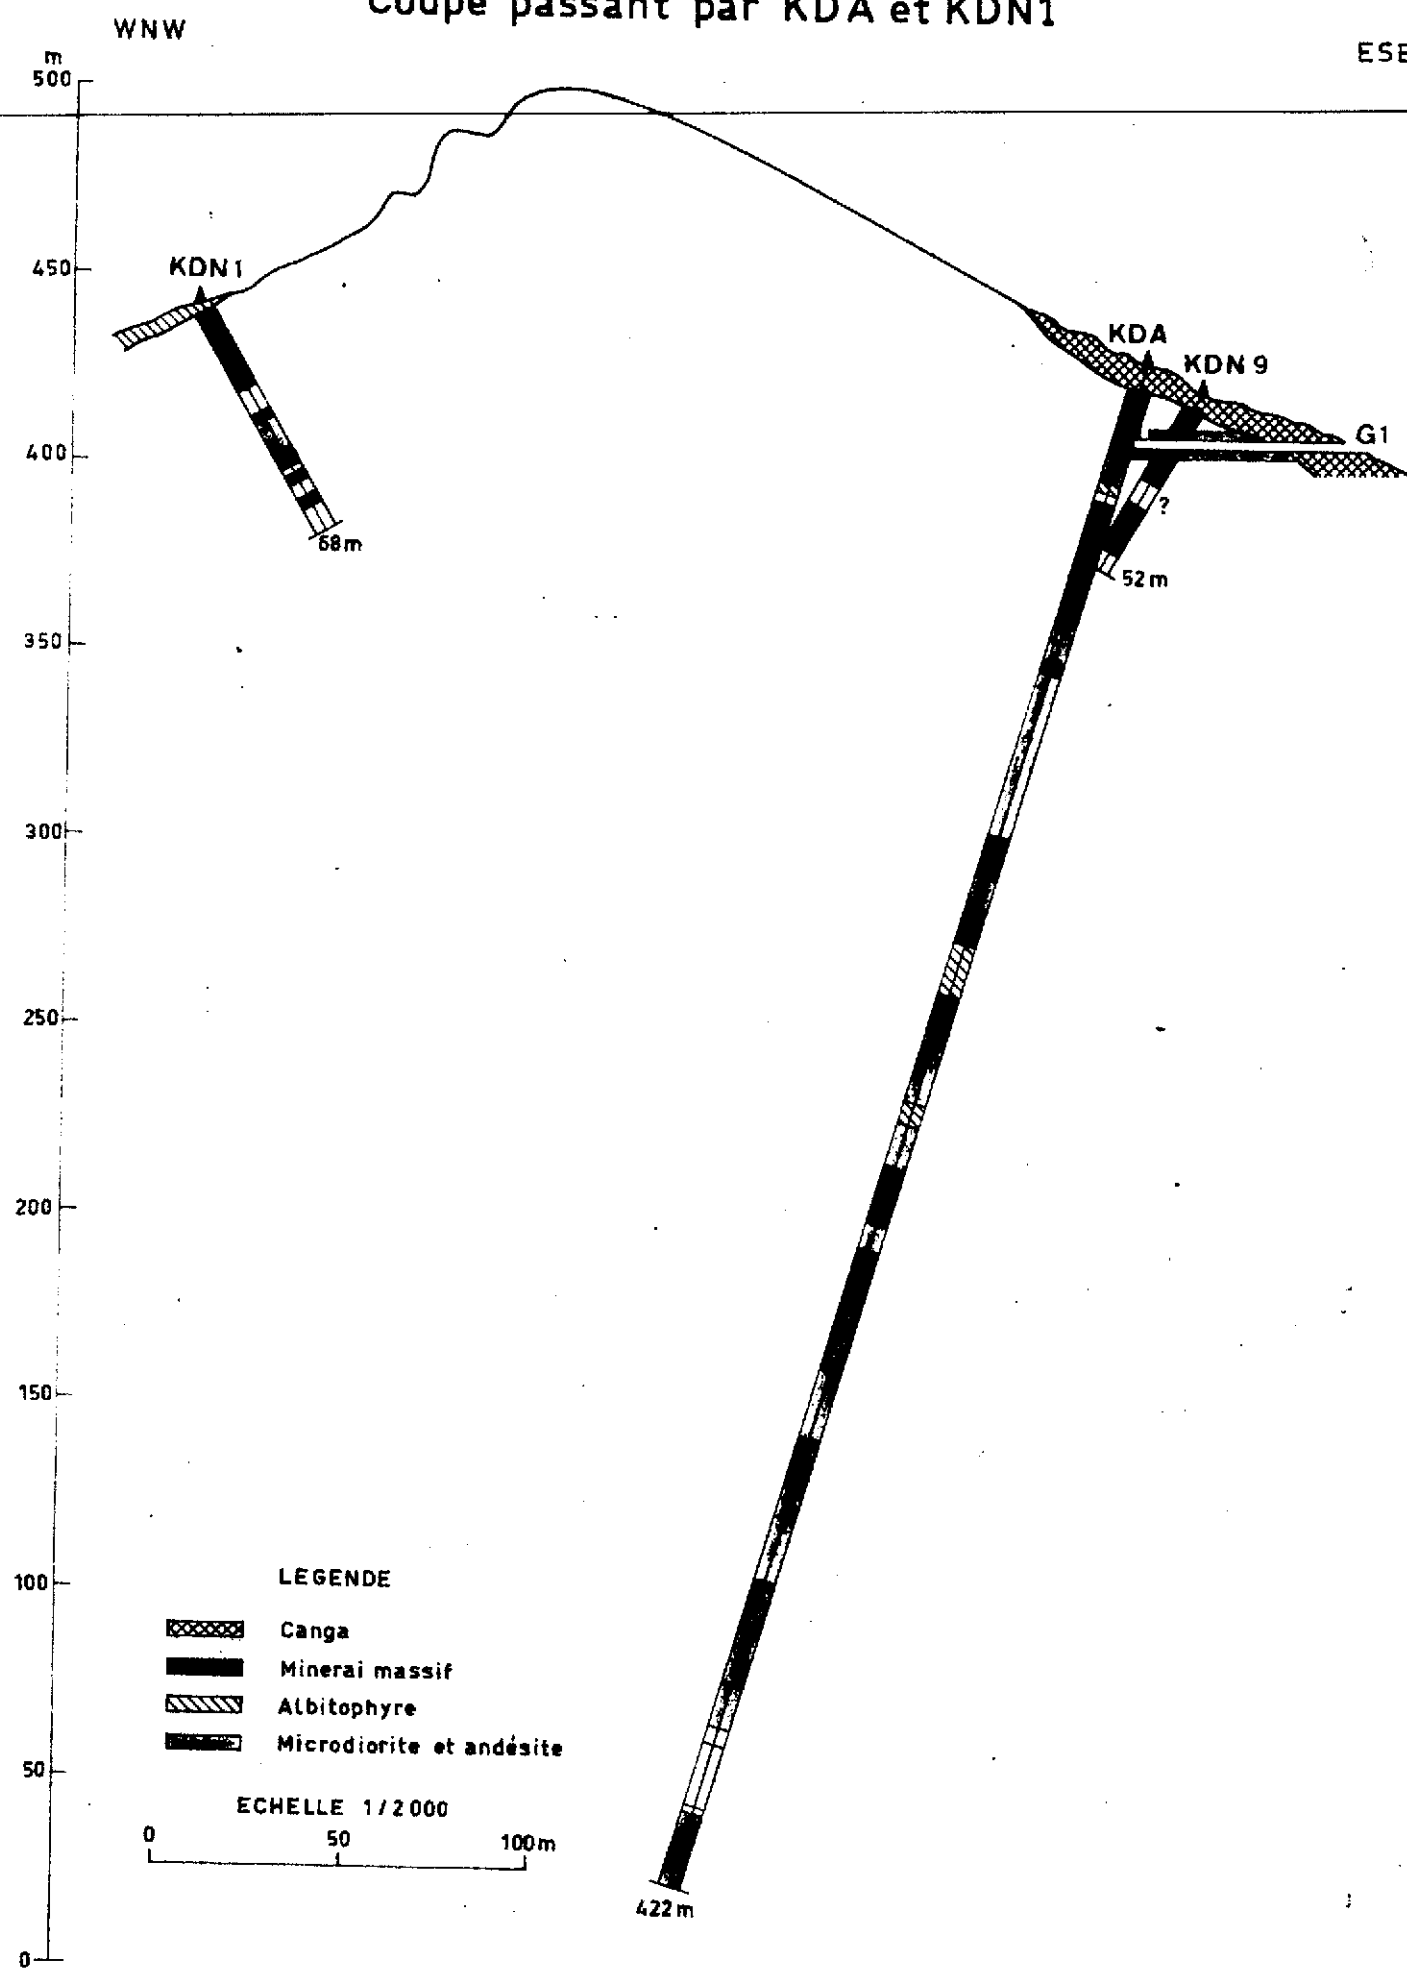 Coupe passant par KDA et KDN1
WNW
ESE
m
500
450
KDN1
KDA
KDN 9
G1
400
?
68m
52m
350
300
250
200
150
100
50
0
LEGENDE
Canga
Minerai massif
Albitophyre
Microdiorite et andésite
ECHELLE 1/2000
0 50 100m
422m